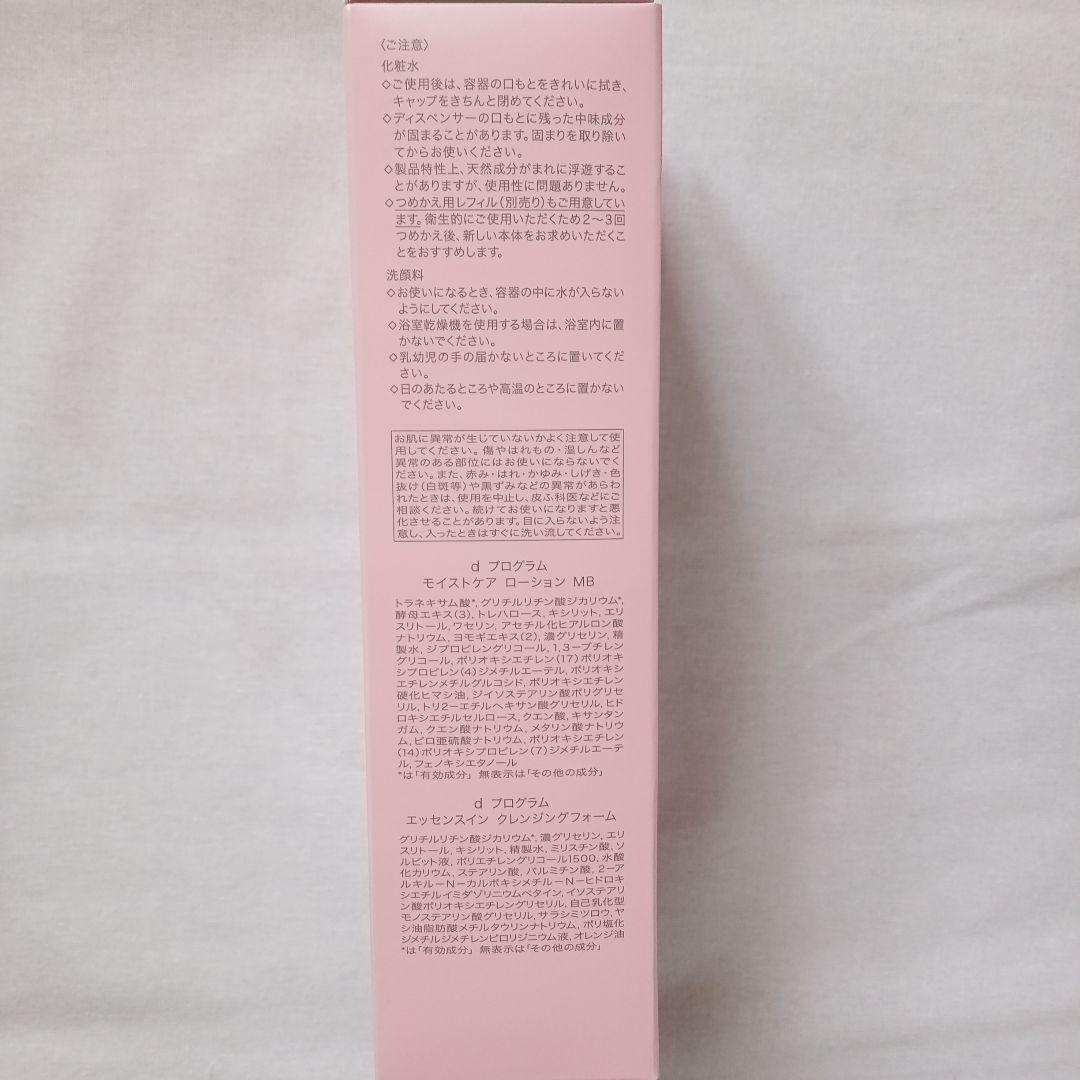 〈ご注意〉
化粧水
◇ご使用後は、容器の口もとをきれいに拭き、
キャップをきちんと閉めてください。
◇ディスペンサーの口もとに残った中味成分
が固まることがあります。固まりを取り除い
てからお使いください。
◇製品特性上、天然成分がまれに浮遊するこ
とがありますが、使用性に問題ありません。
◇つめかえ用レフィル（別売り）もご用意してい
ます。衛生的にご使用いただくため2〜3回
つめかえ後、新しい本体をお求めいただくこ
とをおすすめします。
洗顔料
◇お使いになるとき、容器の中に水が入らない
ようにしてください。
◇浴室乾燥機を使用する場合は、浴室内に置
かないでください。
◇乳幼児の手の届かないところに置いてくだ
さい。
◇日のあたるところや高温のところに置かない
でください。
お肌に異常が生じていないかよく注意して使
用してください。傷やはれもの・湿しんなど
異常のある部位にはお使いにならないでく
ださい。また、赤み・はれ・かゆみ・しげき・色
抜け（白斑等）や黒ずみなどの異常があらわ
れたときは、使用を中止し、皮ふ科医などにご
相談ください。続けてお使いになりますと悪
化させることがあります。目に入らないよう注
意し、入ったときはすぐに洗い流してください。
d プログラム
モイストケア ローション MB
トラネキサム酸*, グリチルリチン酸ジカリウム*,
酵母エキス(3), トレハロース, キシリット, エリ
スリトール, ワセリン, アセチル化ヒアルロン酸
ナトリウム, ヨモギエキス(2), 濃グリセリン, 精
製水, ジプロピレングリコール, 1,3ーブチレン
グリコール, ポリオキシエチレン(17)ポリオキ
シプロピレン(4)ジメチルエーテル, ポリオキシ
エチレンメチルグルコシド, ポリオキシエチレン
硬化ヒマシ油, ジイソステアリン酸ポリグリセ
リル, トリ2ーエチルヘキサン酸グリセリル, ヒド
ロキシエチルセルロース, クエン酸, キサンタン
ガム, クエン酸ナトリウム, メタリン酸ナトリウ
ム, ピロ亜硫酸ナトリウム, ポリオキシエチレン
(14)ポリオキシプロピレン(7)ジメチルエーテ
ル, フェノキシエタノール
*は「有効成分」 無表示は「その他の成分」
d プログラム
エッセンスイン クレンジングフォーム
グリチルリチン酸ジカリウム*, 濃グリセリン, エリ
スリトール, キシリット, 精製水, ミリスチン酸, ソ
ルビット液, ポリエチレングリコール1500, 水酸
化カリウム, ステアリン酸, パルミチン酸, 2ーア
ルキルーNーカルボキシメチルーNーヒドロキ
シエチルイミダゾリニウムベタイン, イソステアリ
ン酸ポリオキシエチレングリセリル, 自己乳化型
モノステアリン酸グリセリル, サラシミツロウ, ヤ
シ油脂肪酸メチルタウリンナトリウム, ポリ塩化
ジメチルジメチレンピロリジニウム液, オレンジ油
*は「有効成分」 無表示は「その他の成分」